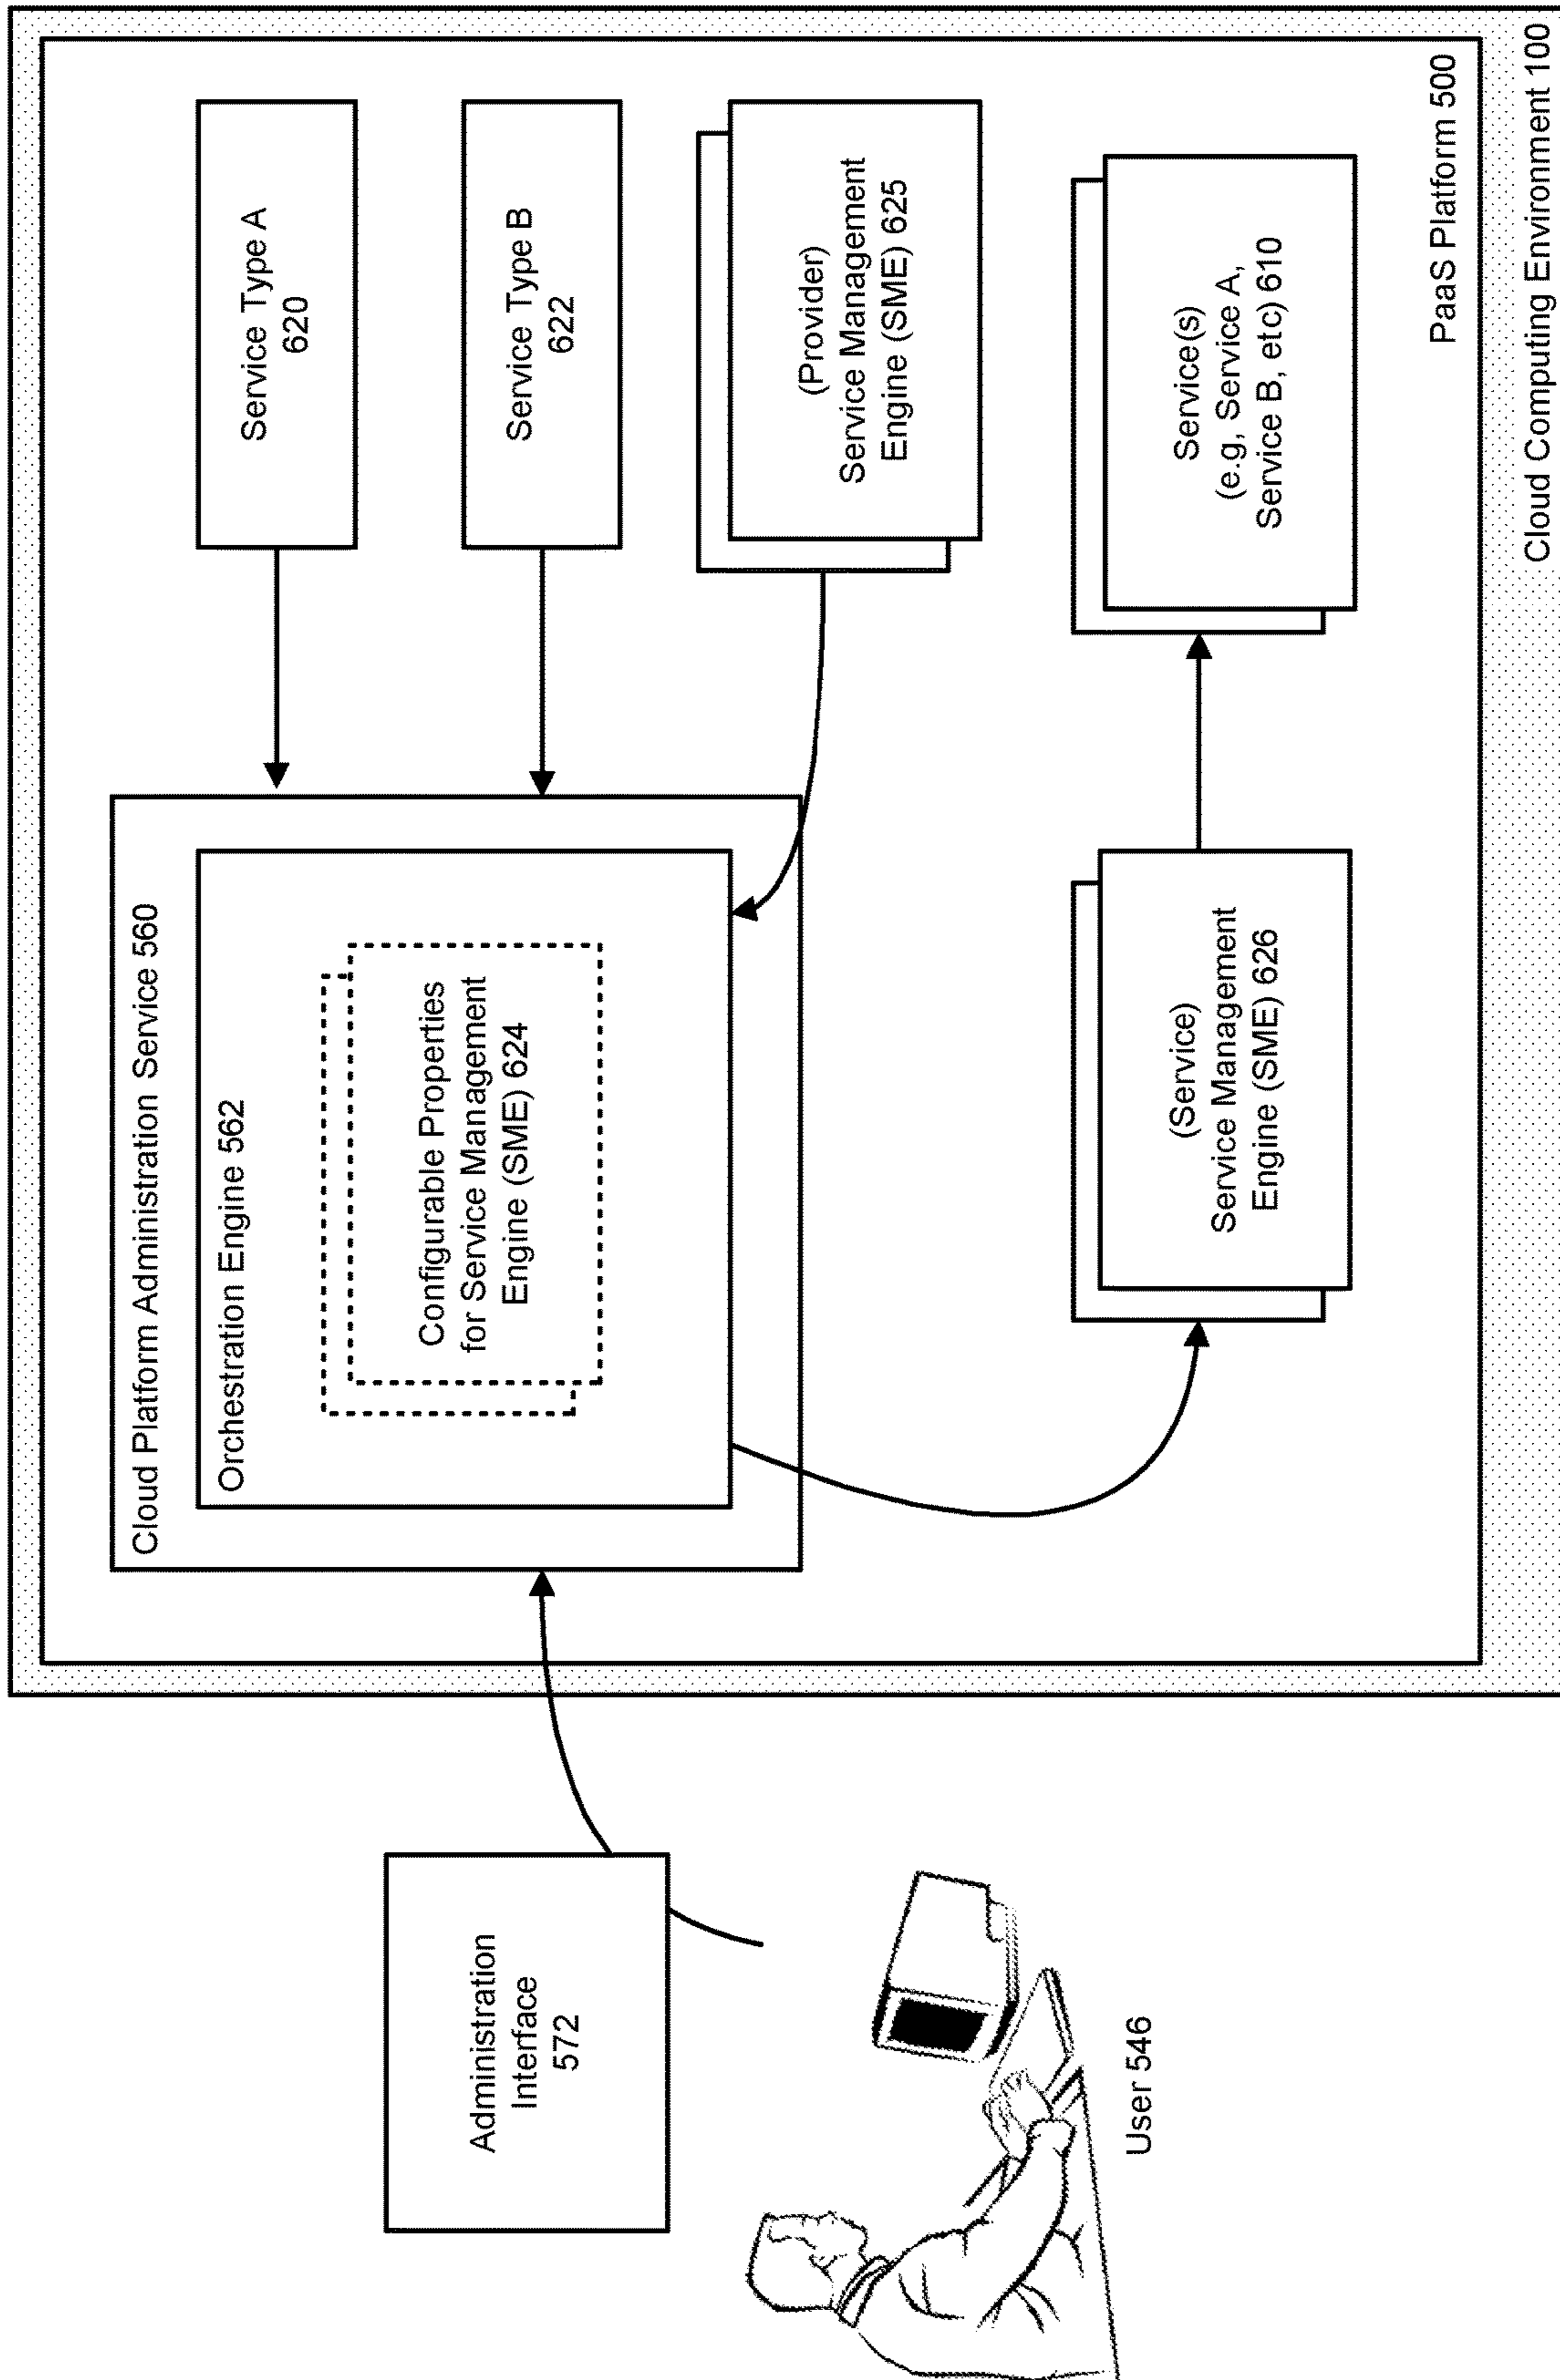 Cloud Platform Administration Service 560
Orchestration Engine 562
Configurable Properties
for Service Management
Engine (SME) 624
Service Type A
620
Service Type B
622
(Provider)
Service Management
Engine (SME) 625
Administration
Interface
572
User 546
(Service)
Service Management
Engine (SME) 626
Service(s)
(e.g, Service A,
Service B, etc) 610
PaaS Platform 500
Cloud Computing Environment 100